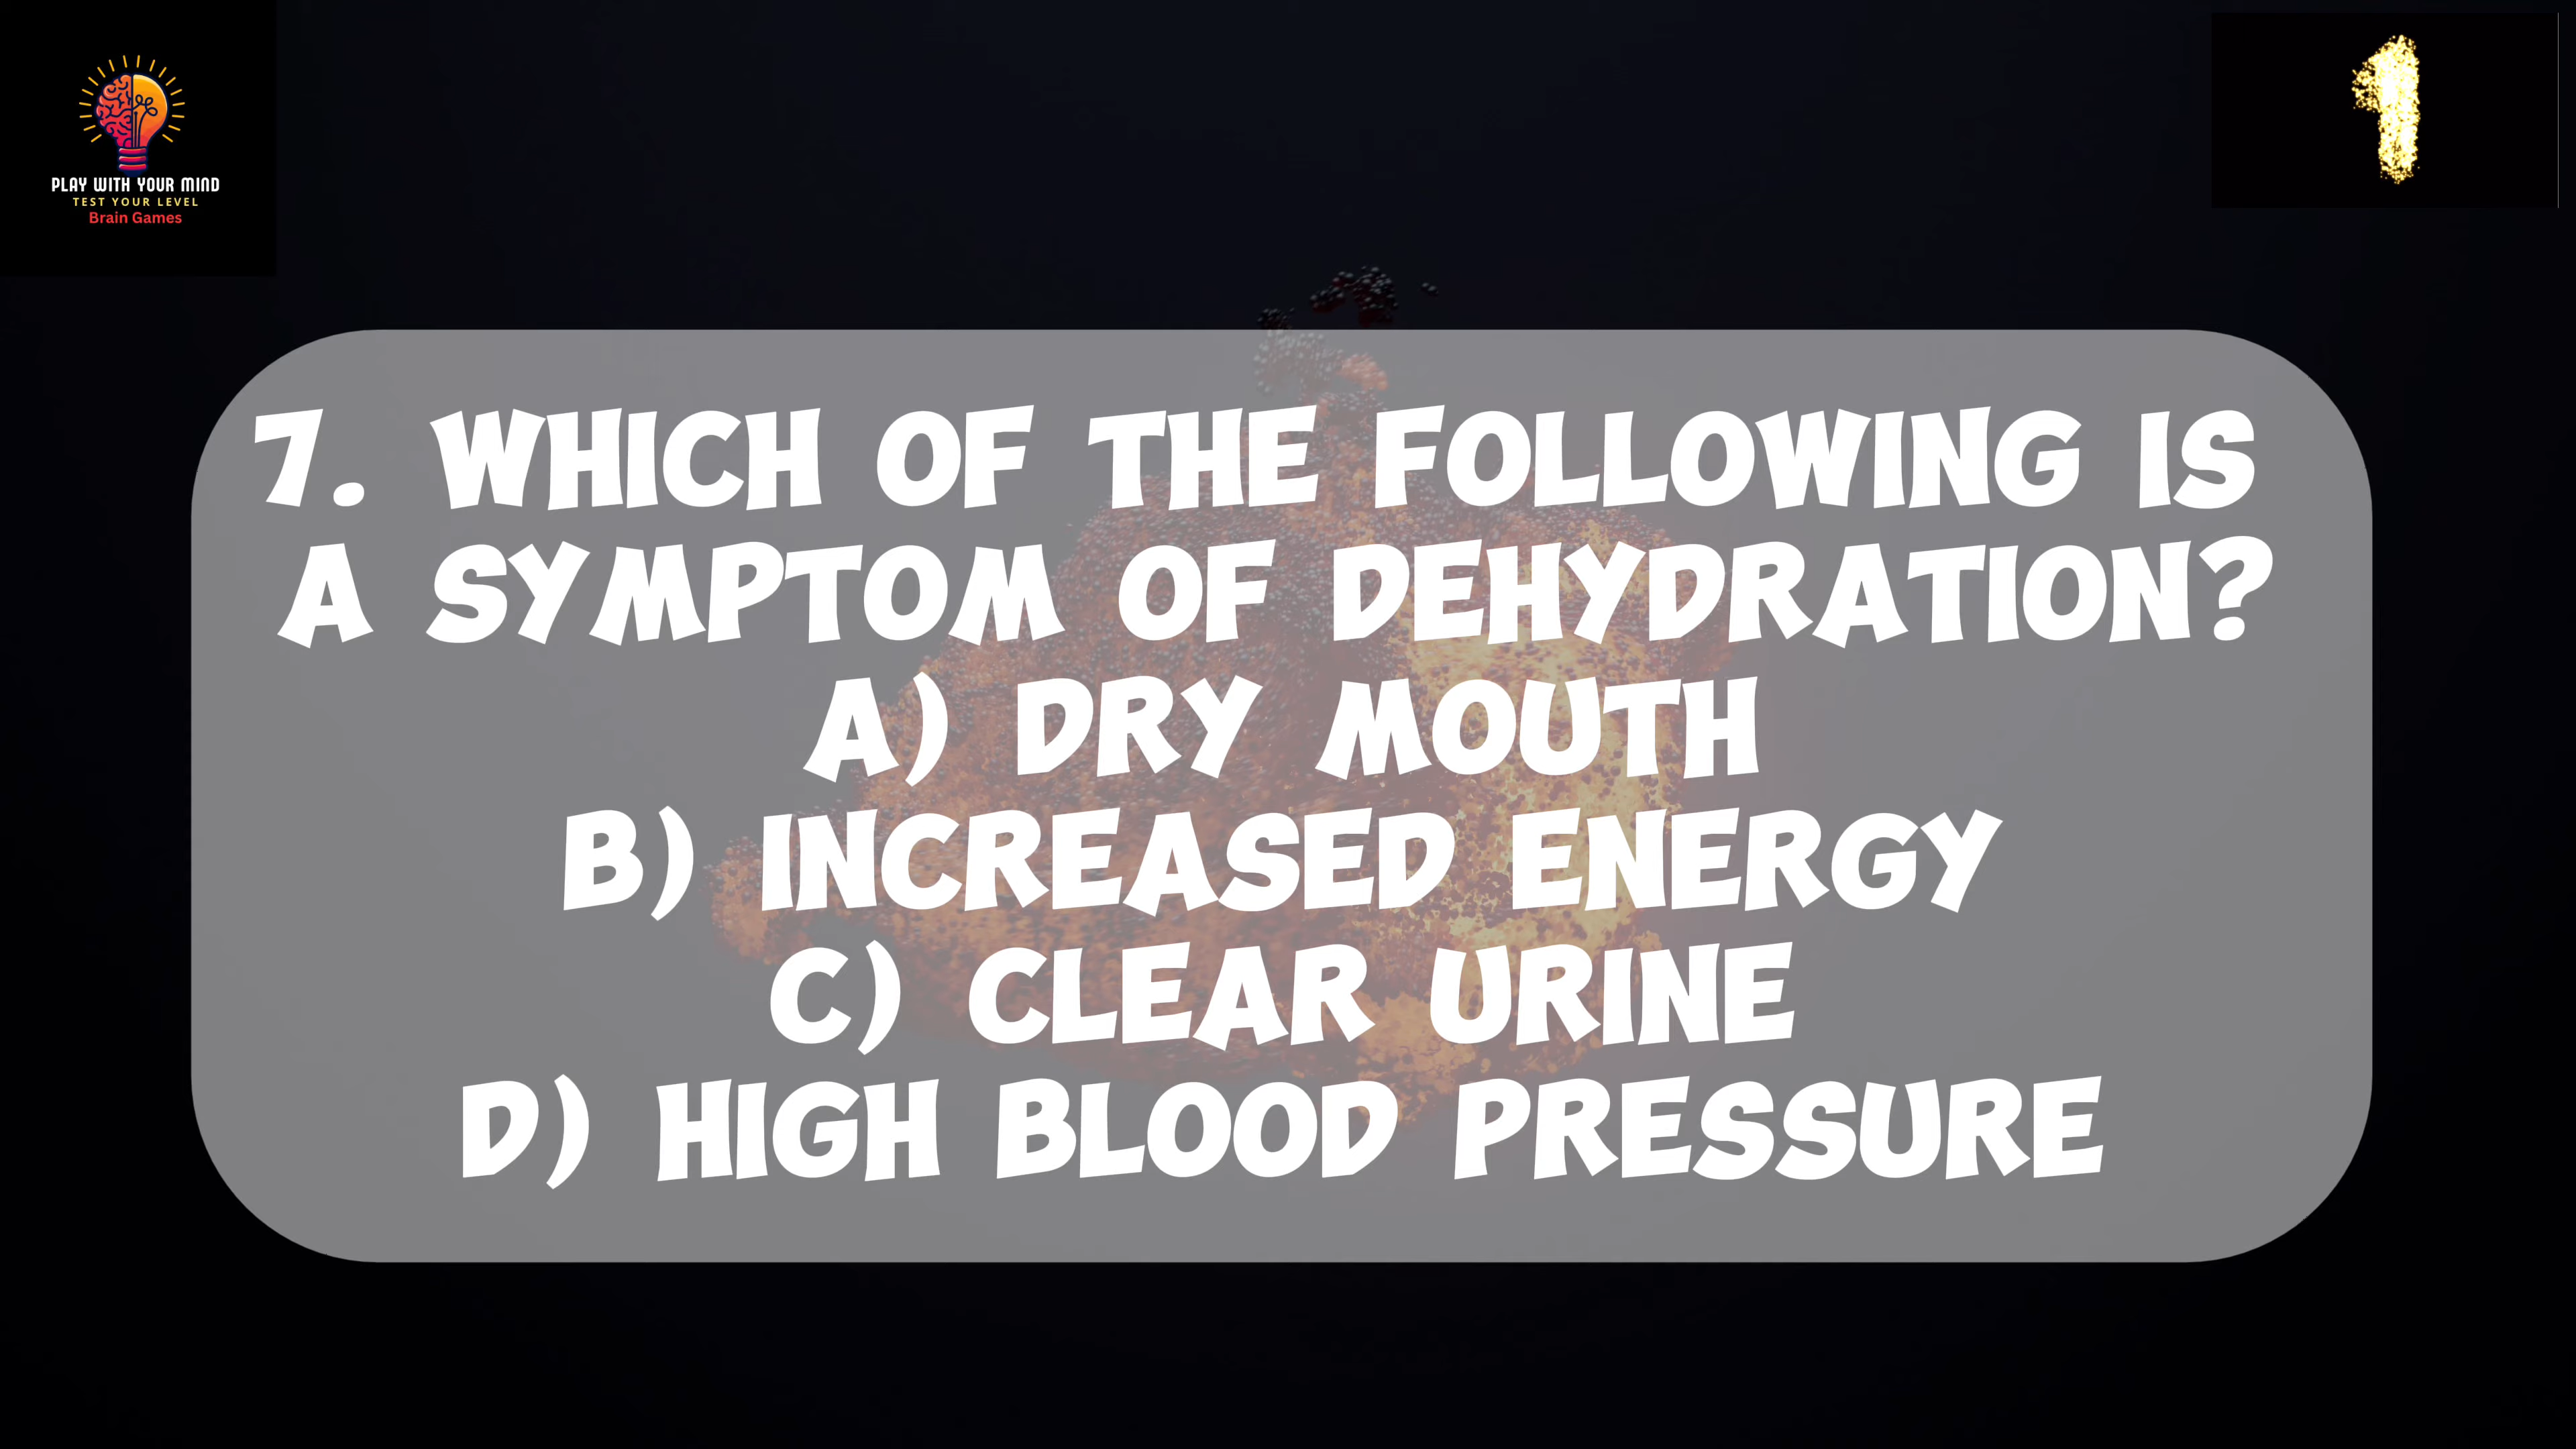 PLAY WITH YOUR MIND
TEST YOUR LEVEL
Brain Games
1
7. WHICH OF THE FOLLOWING IS
A SYMPTOM OF DEHYDRATION?
A) DRY MOUTH
B) INCREASED ENERGY
C) CLEAR URINE
D) HIGH BLOOD PRESSURE